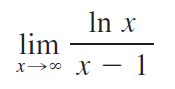 lim x→∞ ln x / x − 1